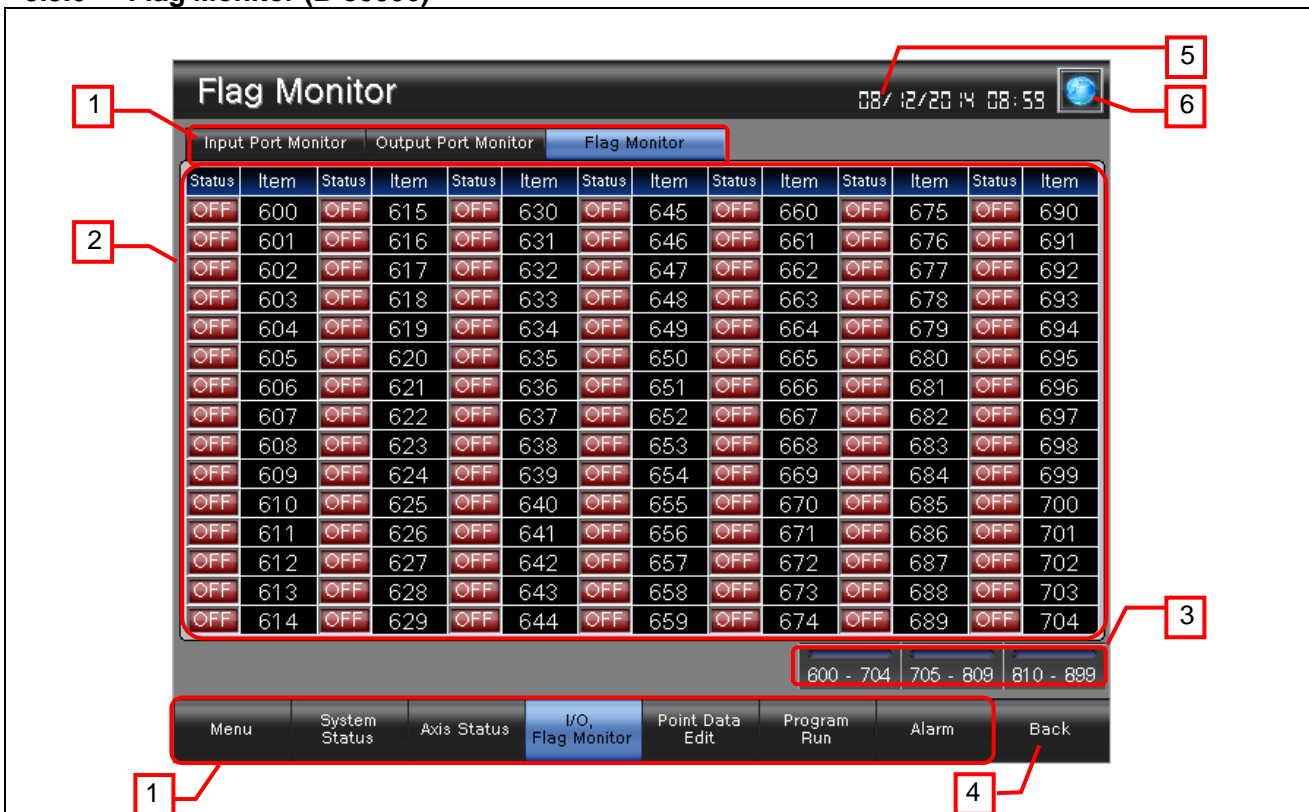 5
Flag Monitor 08/12/2014 08:59
1
6
Input Port Monitor Output Port Monitor Flag Monitor
Status Item Status Item Status Item Status Item Status Item Status Item Status Item
OFF 600 OFF 615 OFF 630 OFF 645 OFF 660 OFF 675 OFF 690
2
OFF 601 OFF 616 OFF 631 OFF 646 OFF 661 OFF 676 OFF 691
OFF 602 OFF 617 OFF 632 OFF 647 OFF 662 OFF 677 OFF 692
OFF 603 OFF 618 OFF 633 OFF 648 OFF 663 OFF 678 OFF 693
OFF 604 OFF 619 OFF 634 OFF 649 OFF 664 OFF 679 OFF 694
OFF 605 OFF 620 OFF 635 OFF 650 OFF 665 OFF 680 OFF 695
OFF 606 OFF 621 OFF 636 OFF 651 OFF 666 OFF 681 OFF 696
OFF 607 OFF 622 OFF 637 OFF 652 OFF 667 OFF 682 OFF 697
OFF 608 OFF 623 OFF 638 OFF 653 OFF 668 OFF 683 OFF 698
OFF 609 OFF 624 OFF 639 OFF 654 OFF 669 OFF 684 OFF 699
OFF 610 OFF 625 OFF 640 OFF 655 OFF 670 OFF 685 OFF 700
OFF 611 OFF 626 OFF 641 OFF 656 OFF 671 OFF 686 OFF 701
OFF 612 OFF 627 OFF 642 OFF 657 OFF 672 OFF 687 OFF 702
OFF 613 OFF 628 OFF 643 OFF 658 OFF 673 OFF 688 OFF 703
OFF 614 OFF 629 OFF 644 OFF 659 OFF 674 OFF 689 OFF 704
3
600 - 704 705 - 809 810 - 899
Menu System Status Axis Status I/O, Flag Monitor Point Data Edit Program Run Alarm Back
1
4